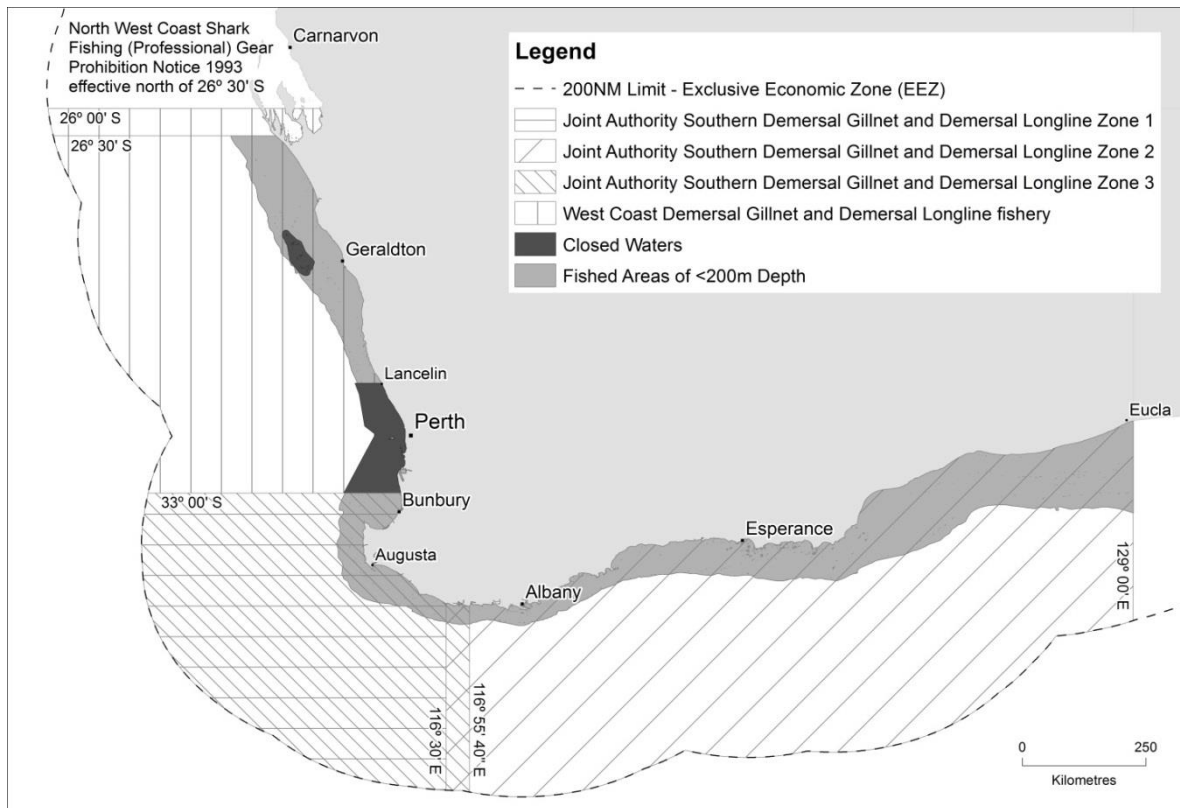 North West Coast Shark
Fishing (Professional) Gear
Prohibition Notice 1993
effective north of 26º 30' S
Carnarvon
Legend
200NM Limit - Exclusive Economic Zone (EEZ)
Joint Authority Southern Demersal Gillnet and Demersal Longline Zone 1
Joint Authority Southern Demersal Gillnet and Demersal Longline Zone 2
Joint Authority Southern Demersal Gillnet and Demersal Longline Zone 3
West Coast Demersal Gillnet and Demersal Longline fishery
Closed Waters
Fished Areas of <200m Depth
26º 00' S
26º 30' S
Geraldton
Lancelin
Perth
Eucla
33º 00' S
Bunbury
Esperance
Augusta
Albany
129º 00' E
116º 30' E
116º 55' 40" E
0 250
Kilometres